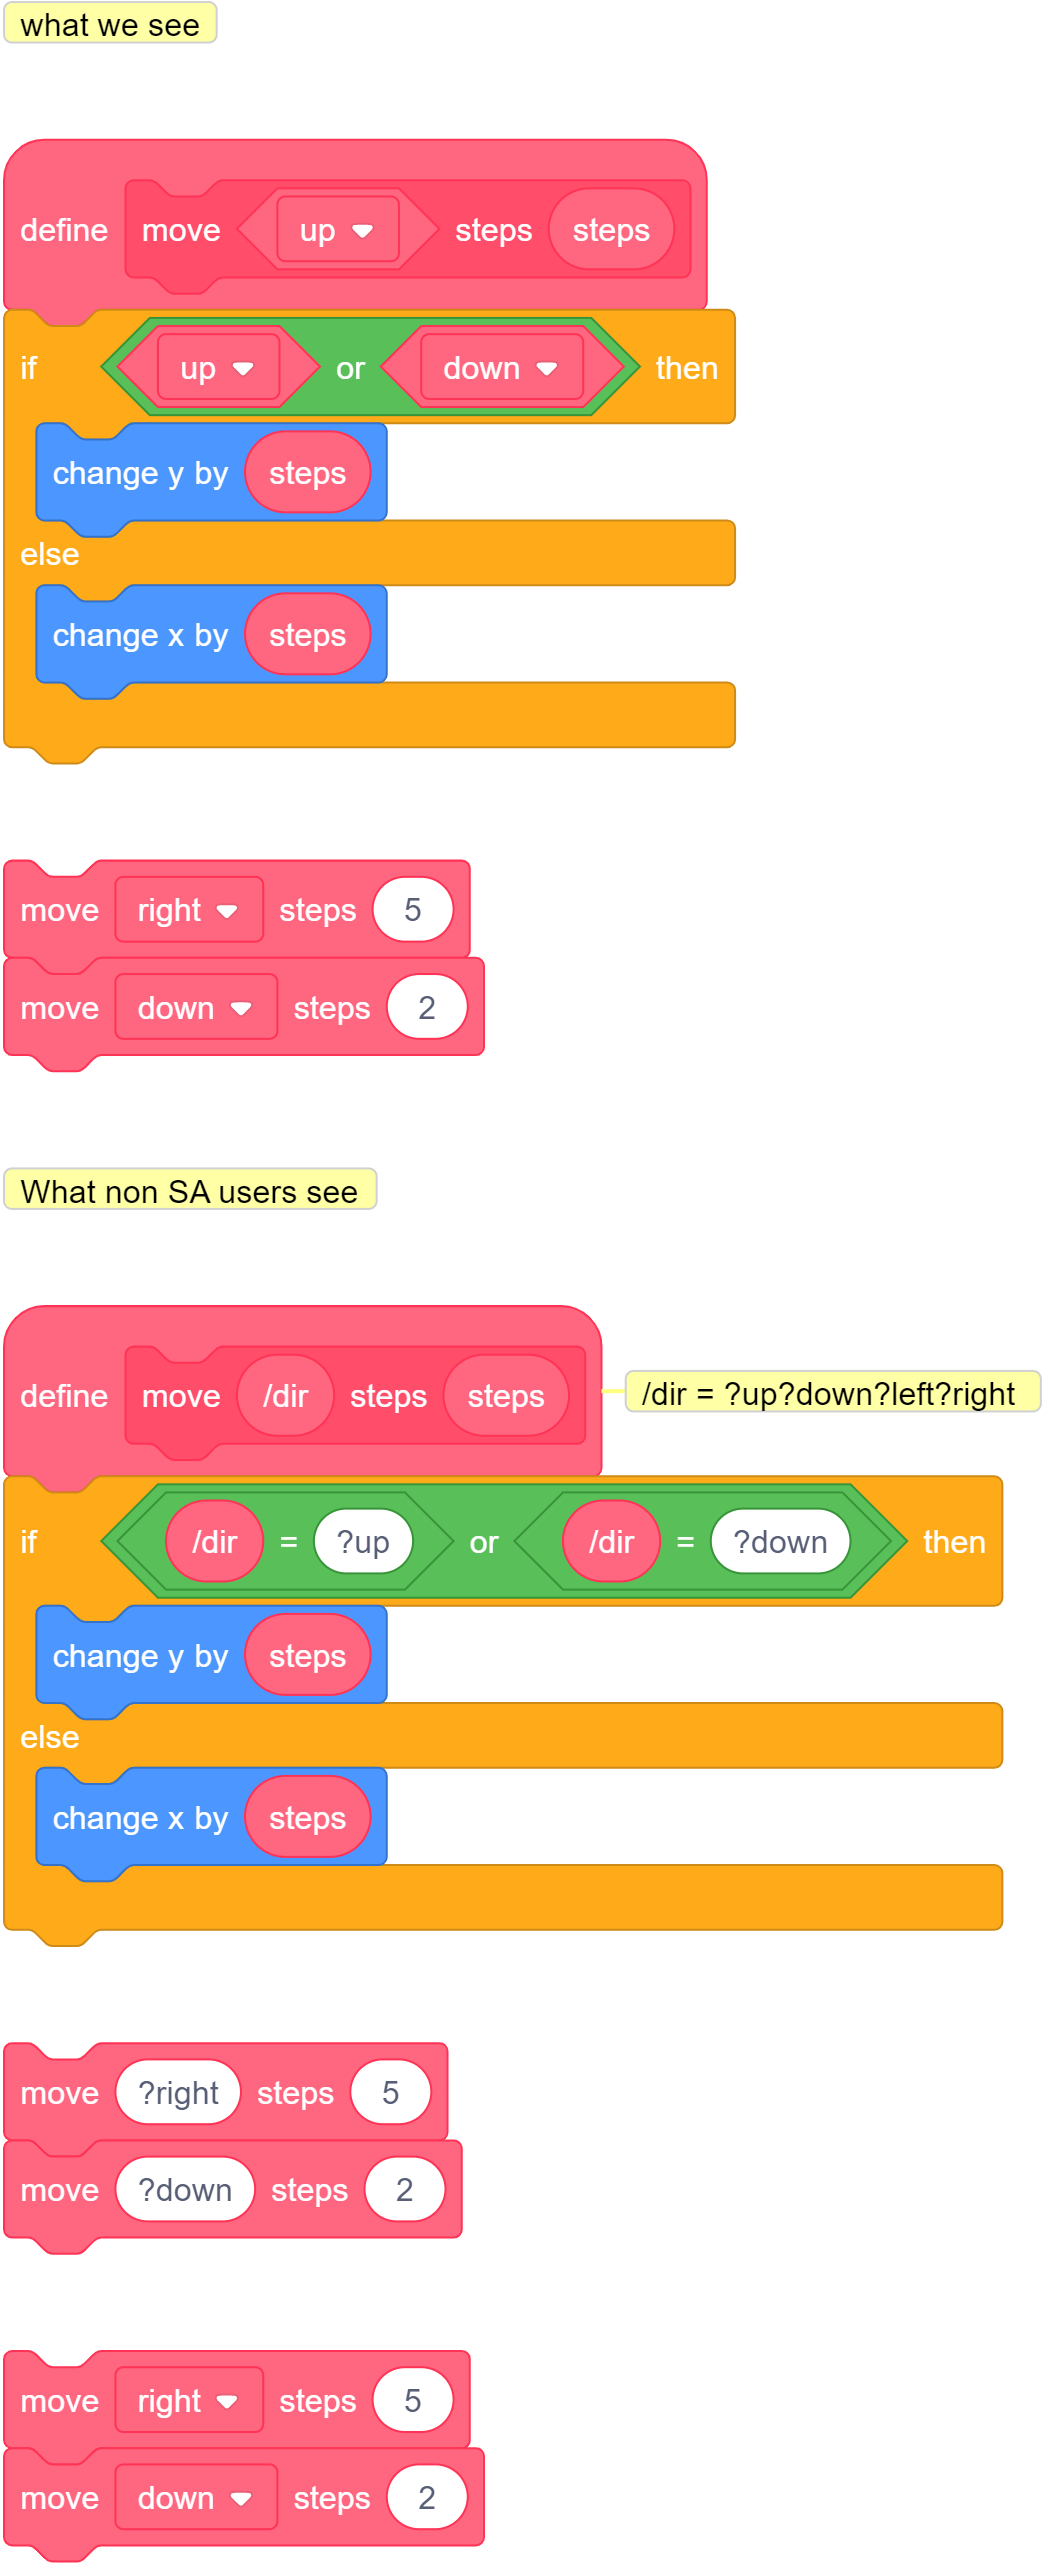 what we see
define move up steps steps
if up or down then
change y by steps
else
change x by steps
move right steps 5
move down steps 2
What non SA users see
define move /dir steps steps
/dir = ?up?down?left?right
if /dir = ?up or /dir = ?down then
change y by steps
else
change x by steps
move ?right steps 5
move ?down steps 2
move right steps 5
move down steps 2